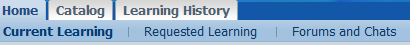 Home Catalog Learning History
Current Learning | Requested Learning | Forums and Chats